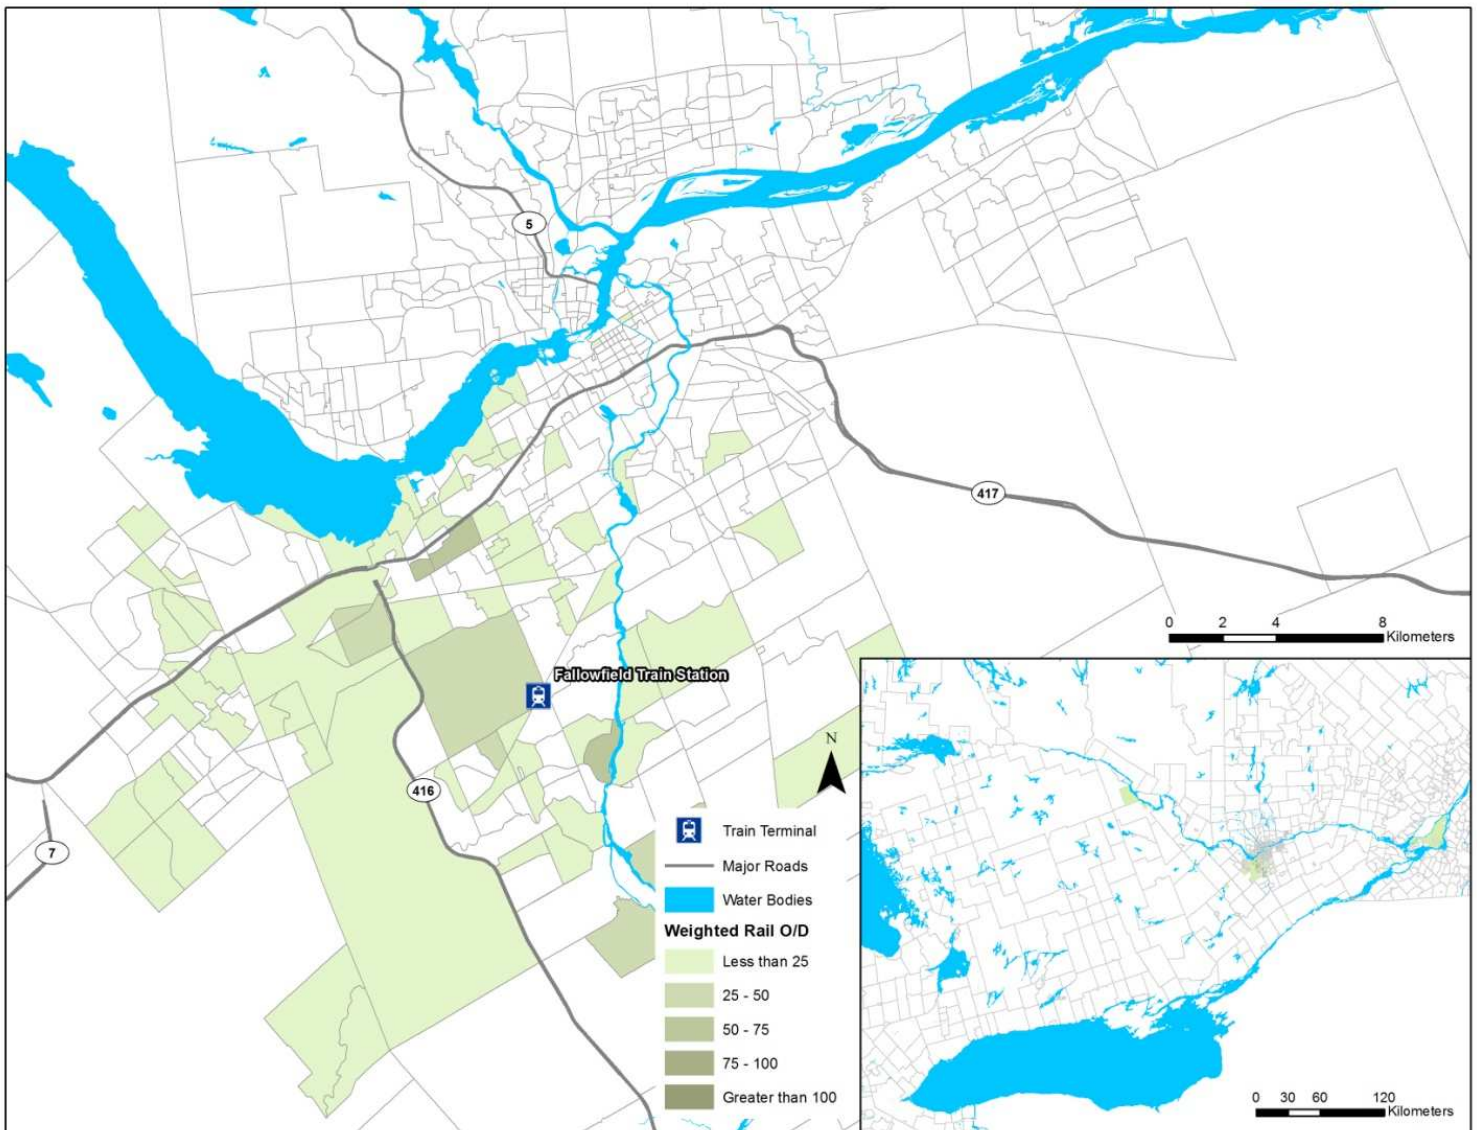 5
417
0 2 4 8
Kilometers
Fallowfield Train Station
N
416
7
Train Terminal
Major Roads
Water Bodies
Weighted Rail O/D
Less than 25
25 - 50
50 - 75
75 - 100
Greater than 100
0 30 60 120
Kilometers